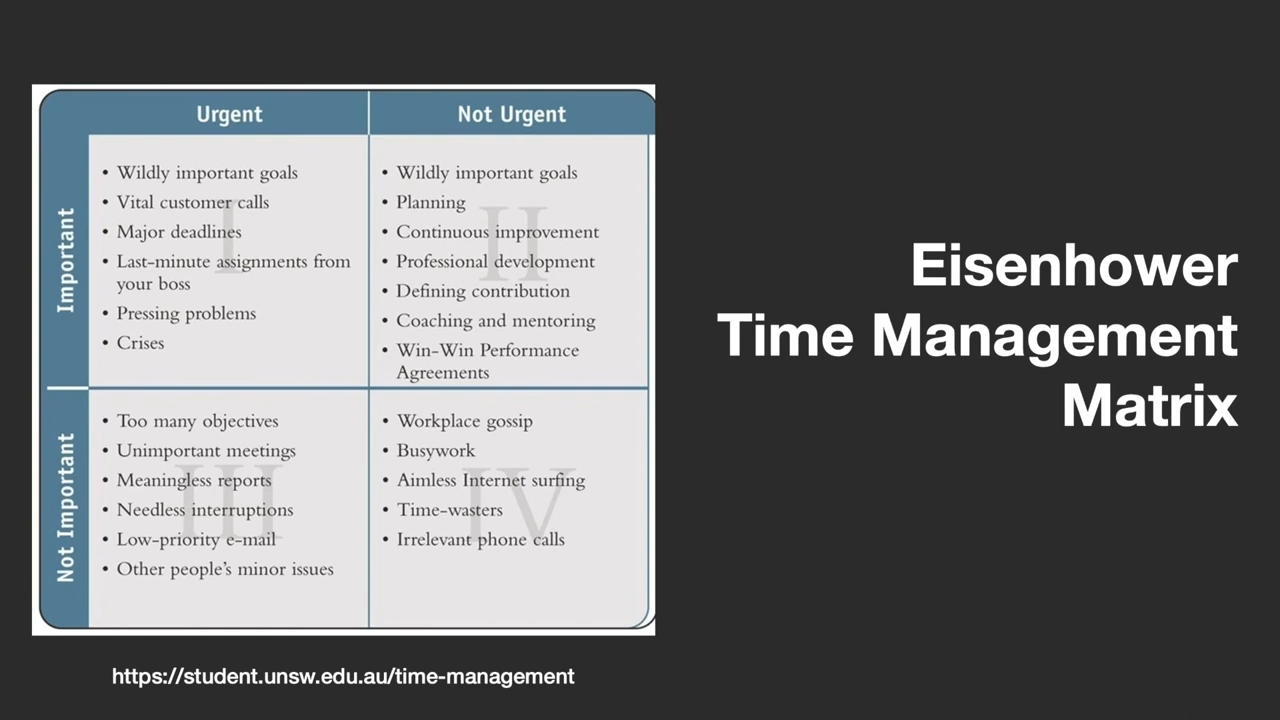 Urgent
Not Urgent
Important
I
• Wildly important goals
• Vital customer calls
• Major deadlines
• Last-minute assignments from
your boss
• Pressing problems
• Crises
II
• Wildly important goals
• Planning
• Continuous improvement
• Professional development
• Defining contribution
• Coaching and mentoring
• Win-Win Performance
Agreements
Not Important
III
• Too many objectives
• Unimportant meetings
• Meaningless reports
• Needless interruptions
• Low-priority e-mail
• Other people's minor issues
IV
• Workplace gossip
• Busywork
• Aimless Internet surfing
• Time-wasters
• Irrelevant phone calls
Eisenhower
Time Management
Matrix
https://student.unsw.edu.au/time-management